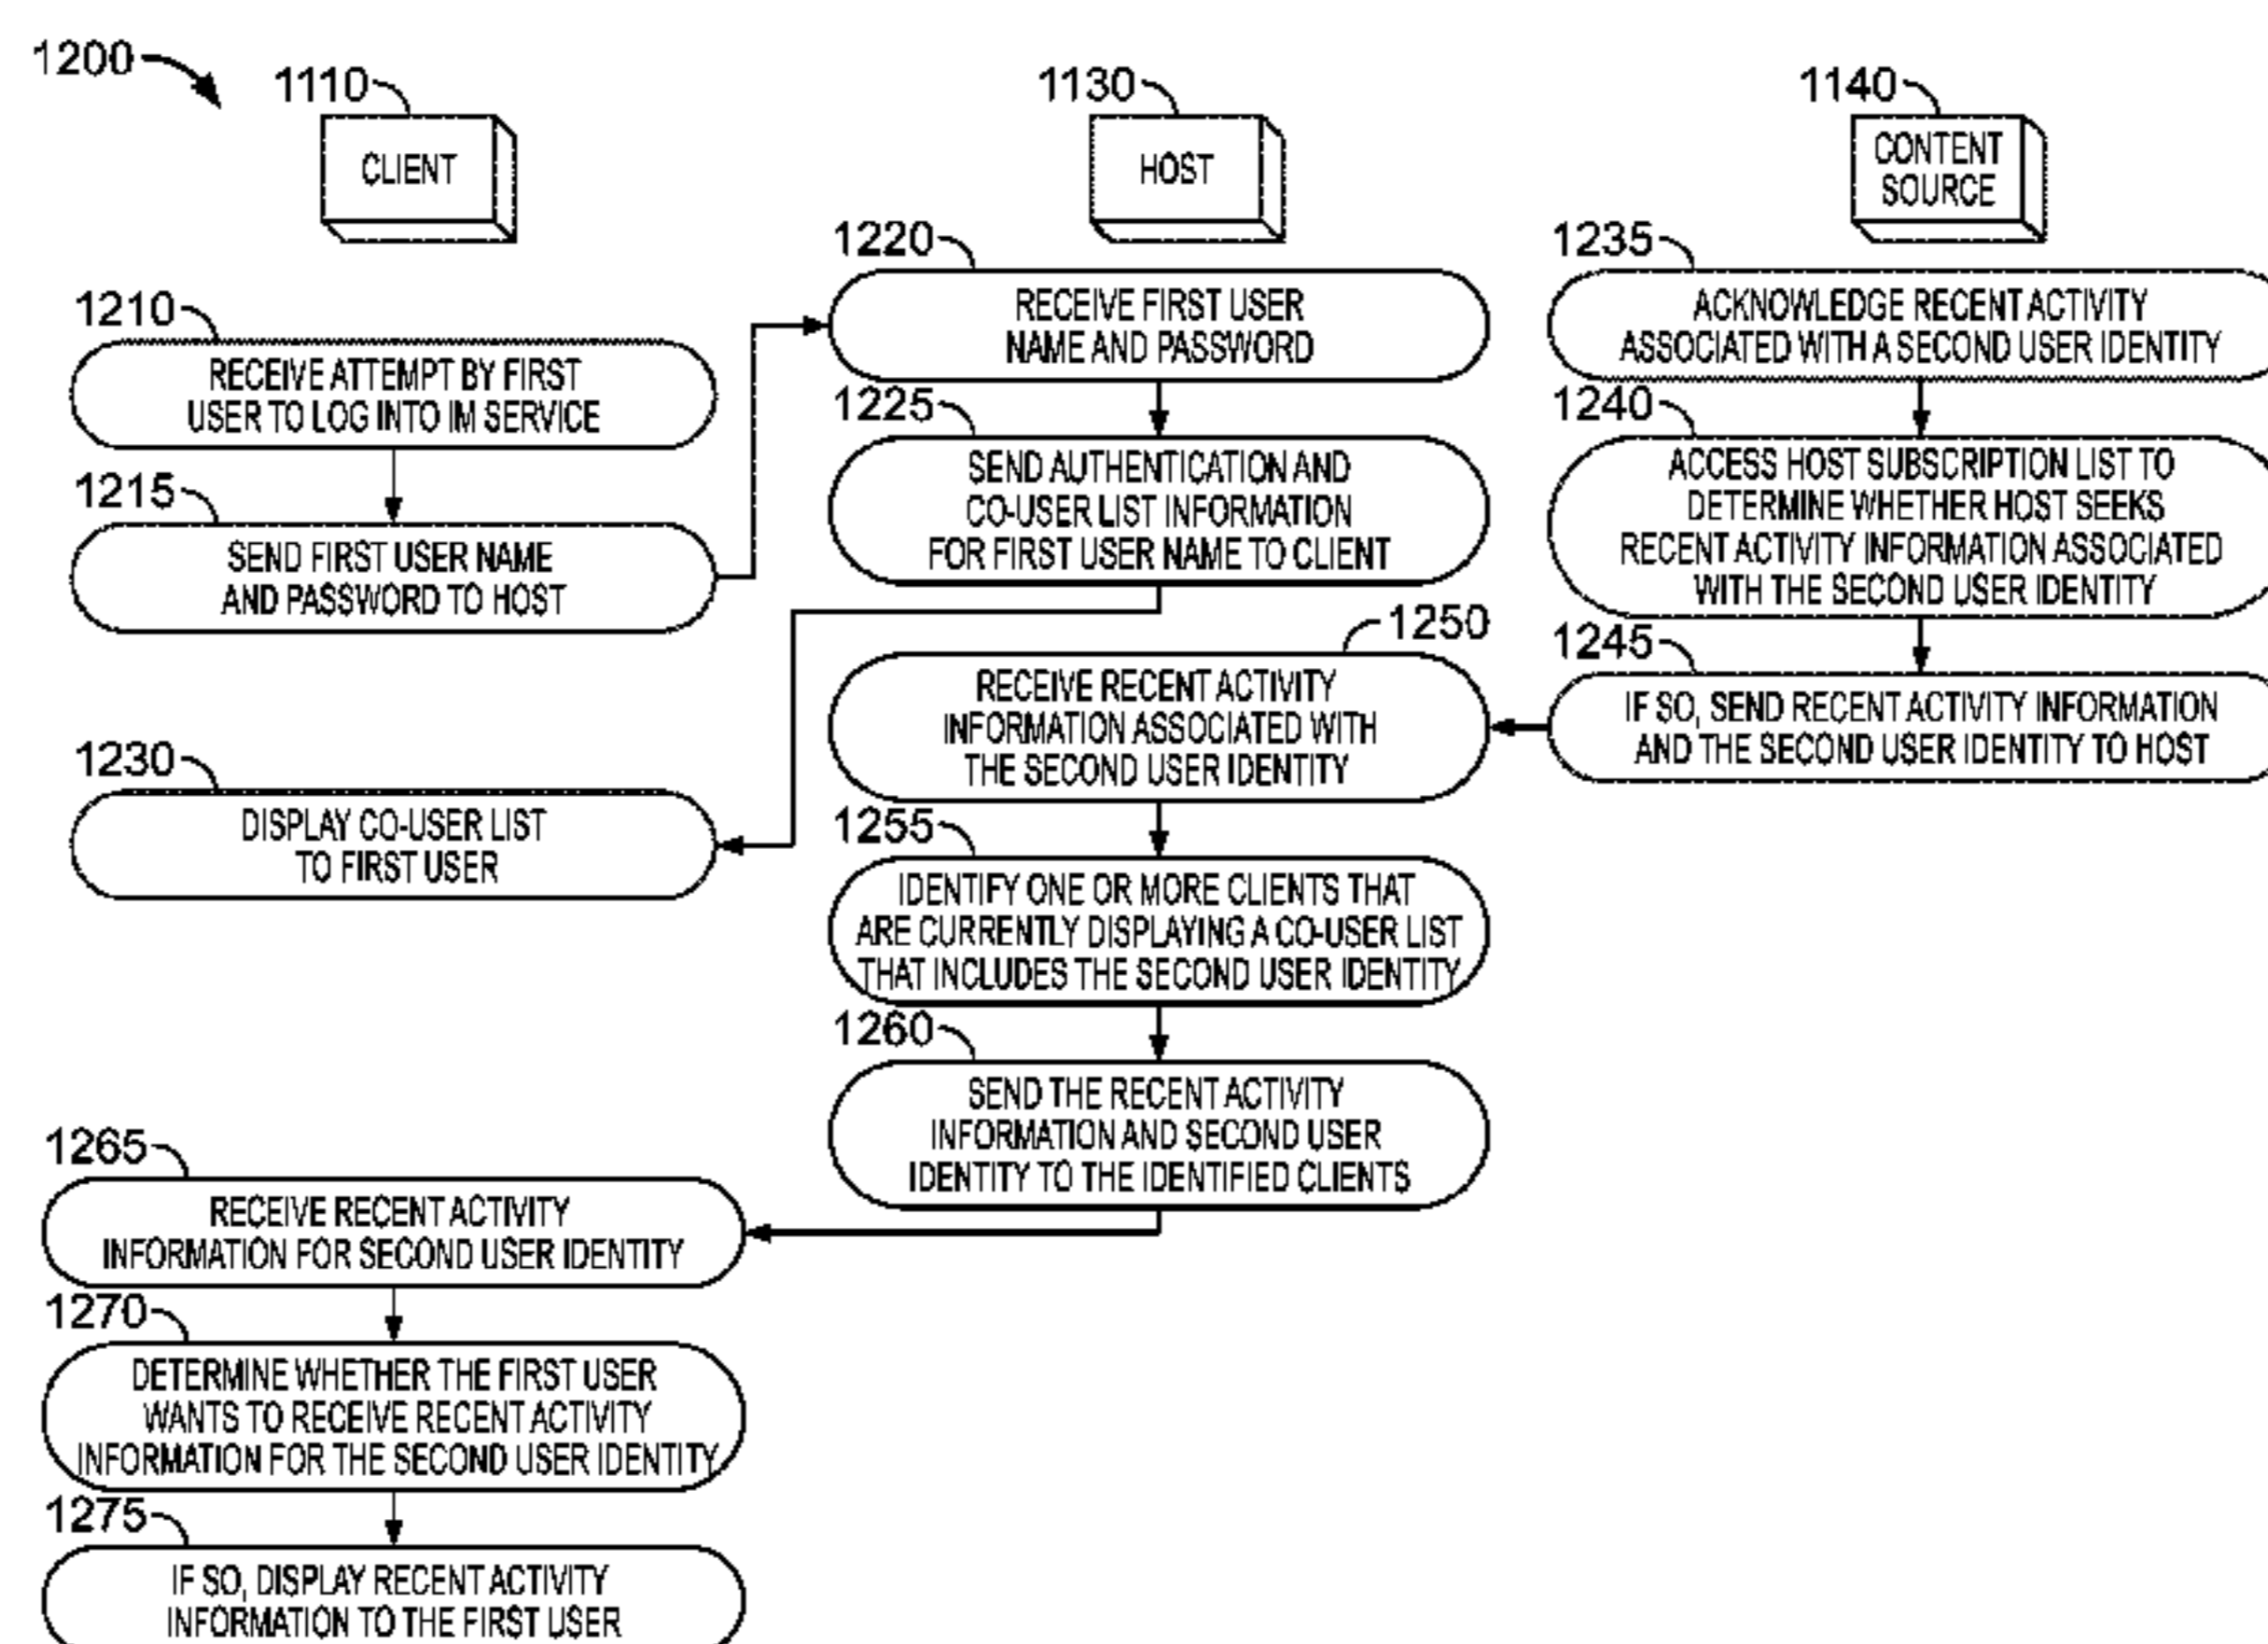 1200
1110
CLIENT
1130
HOST
1140
CONTENT
SOURCE
1210
RECEIVE ATTEMPT BY FIRST
USER TO LOG INTO IM SERVICE
1215
SEND FIRST USER NAME
AND PASSWORD TO HOST
1220
RECEIVE FIRST USER
NAME AND PASSWORD
1225
SEND AUTHENTICATION AND
CO-USER LIST INFORMATION
FOR FIRST USER NAME TO CLIENT
1230
DISPLAY CO-USER LIST
TO FIRST USER
1235
ACKNOWLEDGE RECENT ACTIVITY
ASSOCIATED WITH A SECOND USER IDENTITY
1240
ACCESS HOST SUBSCRIPTION LIST TO
DETERMINE WHETHER HOST SEEKS
RECENT ACTIVITY INFORMATION ASSOCIATED
WITH THE SECOND USER IDENTITY
1245
IF SO, SEND RECENT ACTIVITY INFORMATION
AND THE SECOND USER IDENTITY TO HOST
1250
RECEIVE RECENT ACTIVITY
INFORMATION ASSOCIATED WITH
THE SECOND USER IDENTITY
1255
IDENTIFY ONE OR MORE CLIENTS THAT
ARE CURRENTLY DISPLAYING A CO-USER LIST
THAT INCLUDES THE SECOND USER IDENTITY
1260
SEND THE RECENT ACTIVITY
INFORMATION AND SECOND USER
IDENTITY TO THE IDENTIFIED CLIENTS
1265
RECEIVE RECENT ACTIVITY
INFORMATION FOR SECOND USER IDENTITY
1270
DETERMINE WHETHER THE FIRST USER
WANTS TO RECEIVE RECENT ACTIVITY
INFORMATION FOR THE SECOND USER IDENTITY
1275
IF SO, DISPLAY RECENT ACTIVITY
INFORMATION TO THE FIRST USER